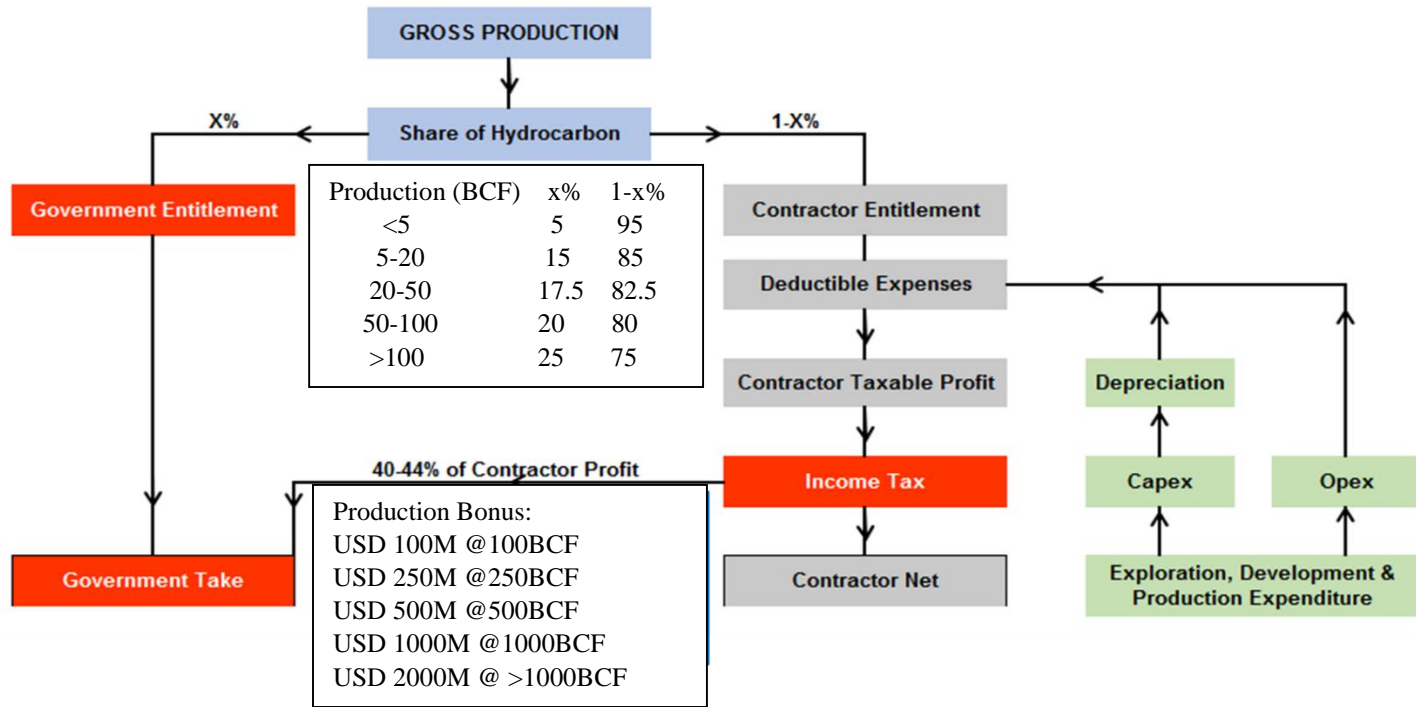 GROSS PRODUCTION
X%
Share of Hydrocarbon
1-X%
Government Entitlement
Production (BCF) x% 1-x%
<5 5 95
5-20 15 85
20-50 17.5 82.5
50-100 20 80
>100 25 75
Contractor Entitlement
Deductible Expenses
Contractor Taxable Profit
Depreciation
40-44% of Contractor Profit
Income Tax
Capex
Opex
Production Bonus:
USD 100M @100BCF
USD 250M @250BCF
USD 500M @500BCF
USD 1000M @1000BCF
USD 2000M @ >1000BCF
Government Take
Contractor Net
Exploration, Development &
Production Expenditure